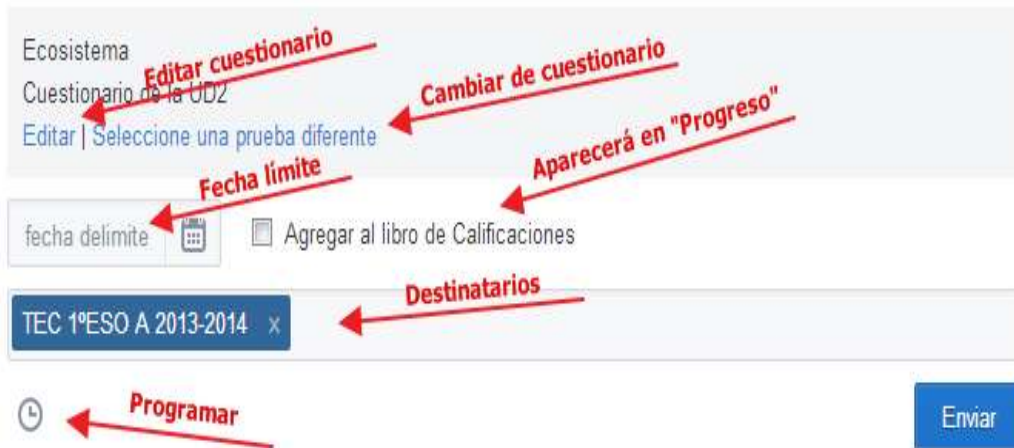 Ecosistema
Editar cuestionario
Cuestionario de la UD2
Cambiar de cuestionario
Editar | Seleccione una prueba diferente
Aparecerá en "Progreso"
Fecha límite
fecha delímite
Agregar al libro de Calificaciones
Destinatarios
TEC 1ºESO A 2013-2014 x
Programar
Enviar